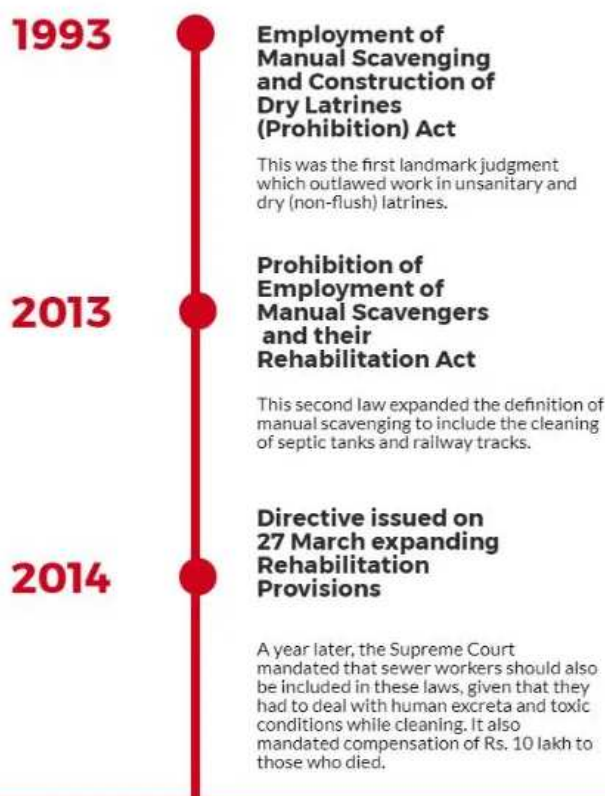 1993
Employment of
Manual Scavenging
and Construction of
Dry Latrines
(Prohibition) Act
This was the first landmark judgment
which outlawed work in unsanitary and
dry (non-flush) latrines.
2013
Prohibition of
Employment of
Manual Scavengers
and their
Rehabilitation Act
This second law expanded the definition of
manual scavenging to include the cleaning
of septic tanks and railway tracks.
2014
Directive issued on
27 March expanding
Rehabilitation
Provisions
A year later, the Supreme Court
mandated that sewer workers should also
be included in these laws, given that they
had to deal with human excreta and toxic
conditions while cleaning. It also
mandated compensation of Rs. 10 lakh to
those who died.